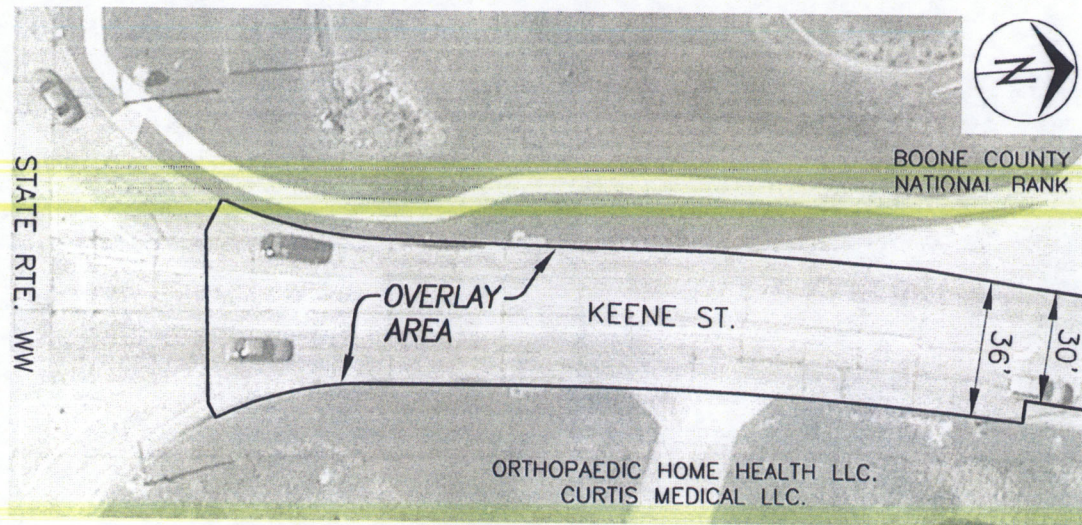 N
BOONE COUNTY
NATIONAL BANK
STATE RTE. WW
OVERLAY
AREA
KEENE ST.
36'
30'
ORTHOPAEDIC HOME HEALTH LLC.
CURTIS MEDICAL LLC.